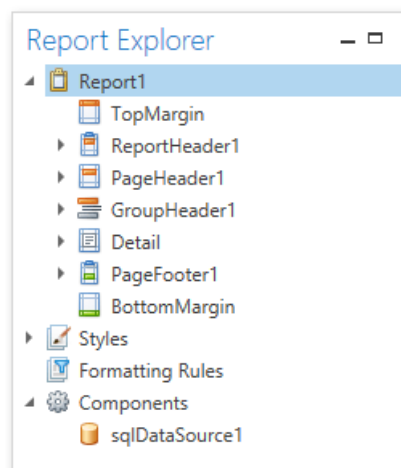 Report Explorer
Report1
TopMargin
ReportHeader1
PageHeader1
GroupHeader1
Detail
PageFooter1
BottomMargin
Styles
Formatting Rules
Components
sqlDataSource1